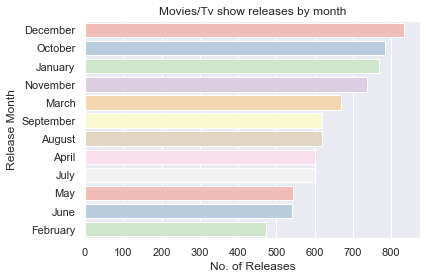 Movies/Tv show releases by month
Release Month
December
October
January
November
March
September
August
April
July
May
June
February
0 100 200 300 400 500 600 700 800
No. of Releases